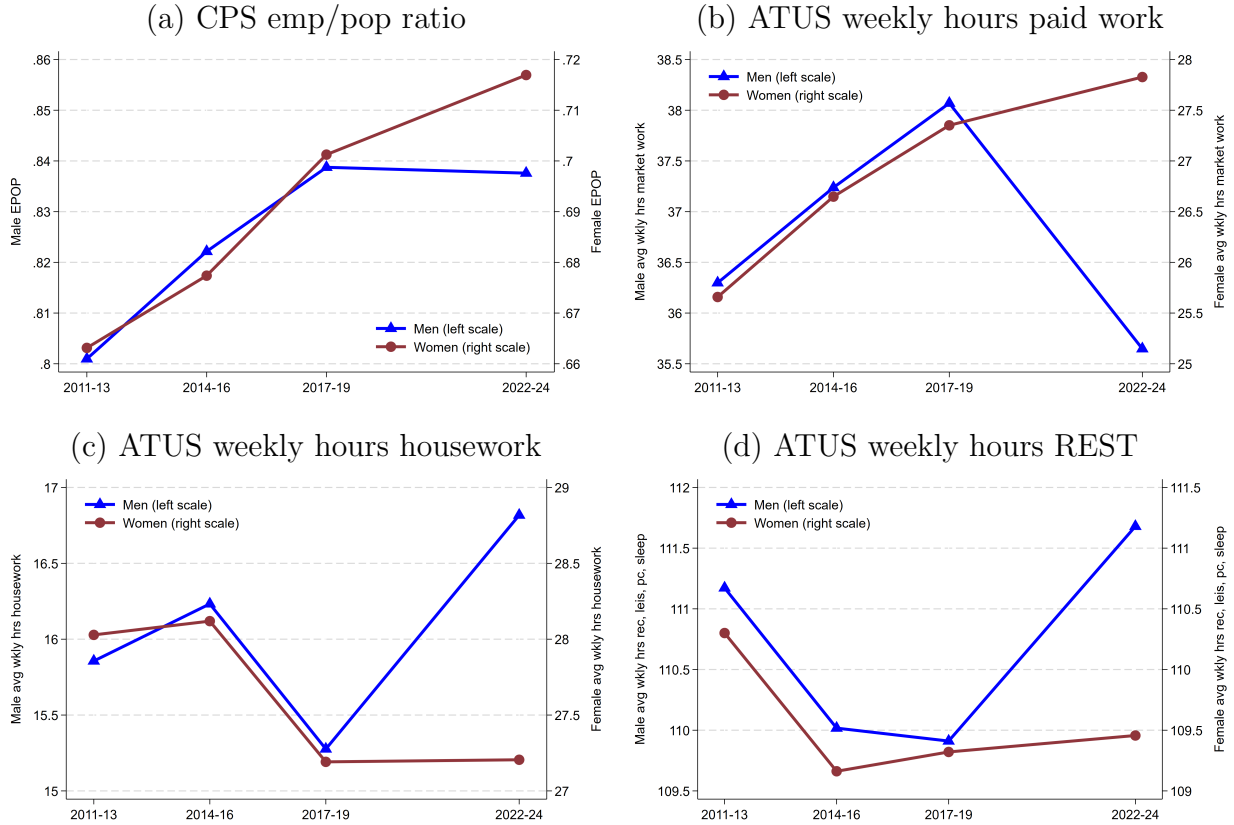 (a) CPS emp/pop ratio
.86
.85
.84
.83
.82
.81
.8
Male EPOP
.72
.71
.7
.69
.68
.67
.66
Female EPOP
Men (left scale)
Women (right scale)
2011-13 2014-16 2017-19 2022-24
(b) ATUS weekly hours paid work
38.5
38
37.5
37
36.5
36
35.5
Male avg wkly hrs market work
28
27.5
27
26.5
26
25.5
25
Female avg wkly hrs market work
Men (left scale)
Women (right scale)
2011-13 2014-16 2017-19 2022-24
(c) ATUS weekly hours housework
17
16.5
16
15.5
15
Male avg wkly hrs housework
29
28.5
28
27.5
27
Female avg wkly hrs housework
Men (left scale)
Women (right scale)
2011-13 2014-16 2017-19 2022-24
(d) ATUS weekly hours REST
112
111.5
111
110.5
110
109.5
Male avg wkly hrs rec, leis, pc, sleep
111.5
111
110.5
110
109.5
109
Female avg wkly hrs rec, leis, pc, sleep
Men (left scale)
Women (right scale)
2011-13 2014-16 2017-19 2022-24